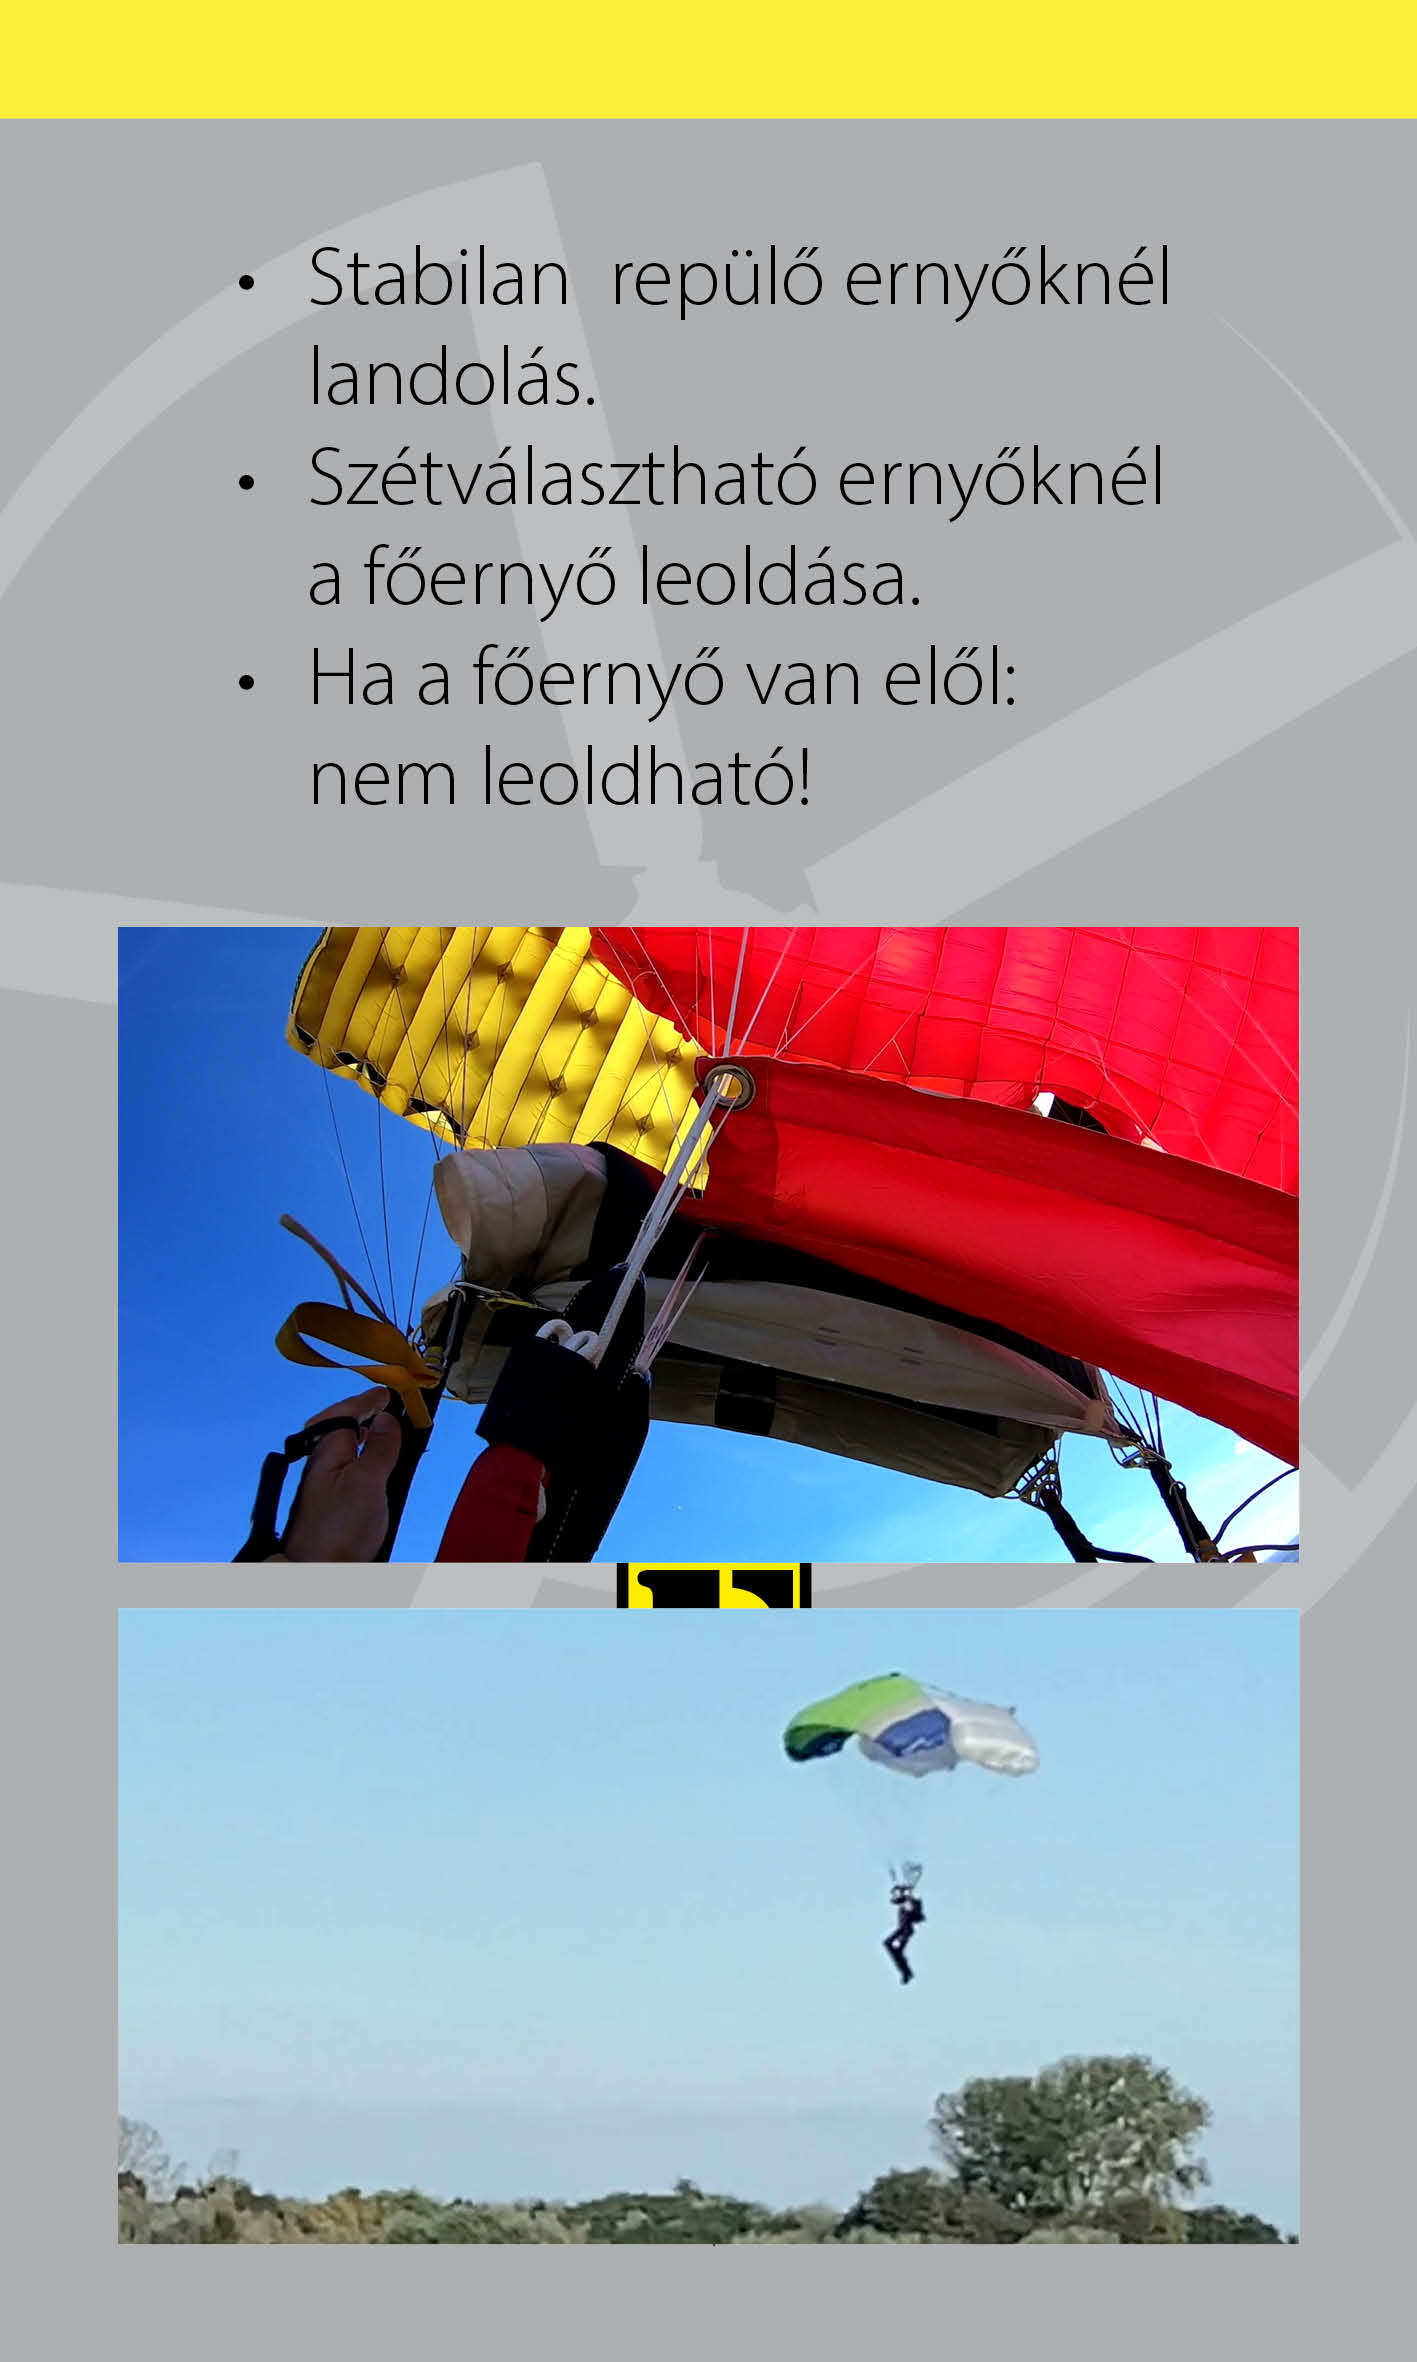 • Stabilan repülő ernyőknél
landolás.
• Szétválasztható ernyőknél
a főernyő leoldása.
• Ha a főernyő van elől:
nem leoldható!